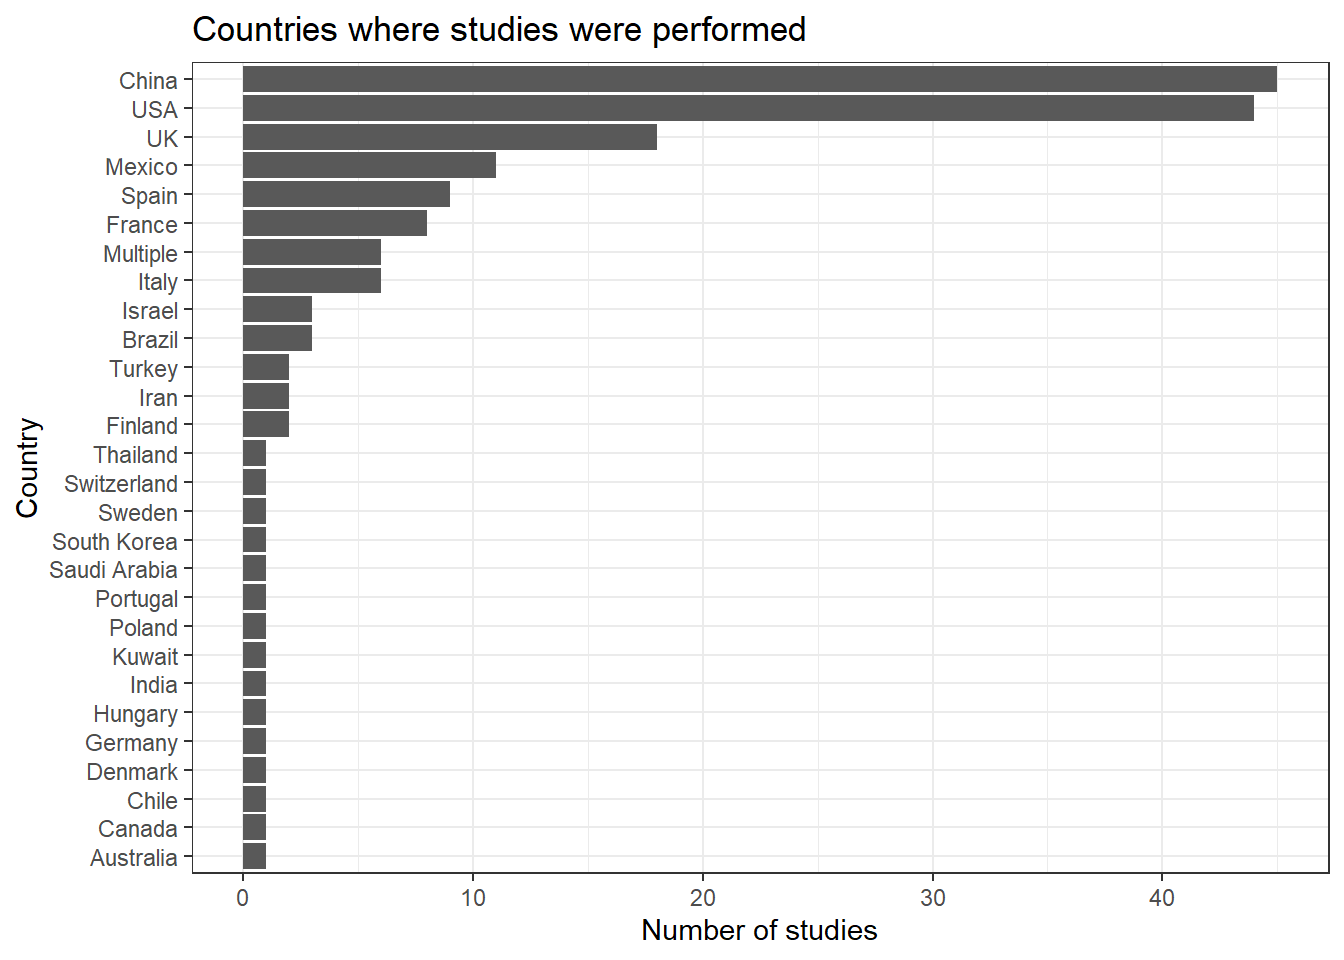 Countries where studies were performed
China
USA
UK
Mexico
Spain
France
Multiple
Italy
Israel
Brazil
Turkey
Iran
Finland
Thailand
Switzerland
Sweden
South Korea
Saudi Arabia
Portugal
Poland
Kuwait
India
Hungary
Germany
Denmark
Chile
Canada
Australia
Country
0 10 20 30 40
Number of studies